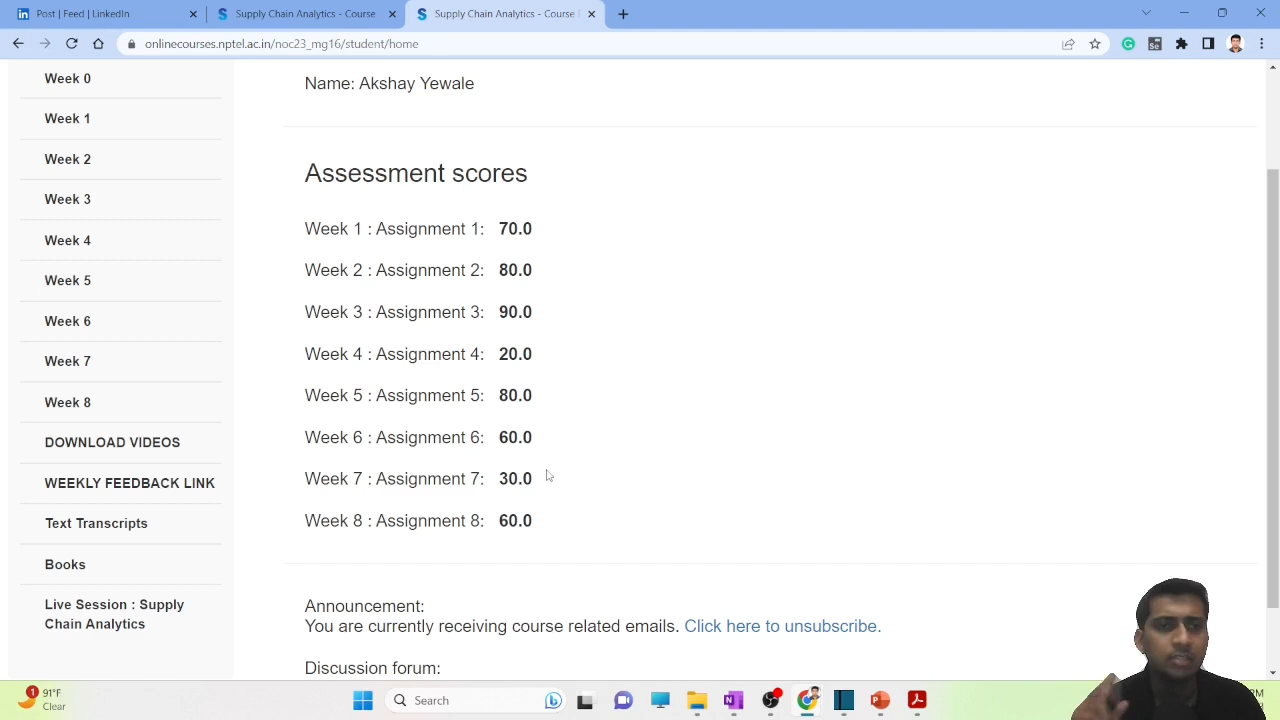 Post | Feed | LinkedIn
Supply Chain Analytics - Course
Supply Chain Analytics - Course
onlinecourses.nptel.ac.in/noc23_mg16/student/home
Week 0
Week 1
Week 2
Week 3
Week 4
Week 5
Week 6
Week 7
Week 8
DOWNLOAD VIDEOS
WEEKLY FEEDBACK LINK
Text Transcripts
Books
Live Session : Supply
Chain Analytics
Name: Akshay Yewale
Assessment scores
Week 1 : Assignment 1: 70.0
Week 2 : Assignment 2: 80.0
Week 3 : Assignment 3: 90.0
Week 4 : Assignment 4: 20.0
Week 5 : Assignment 5: 80.0
Week 6 : Assignment 6: 60.0
Week 7 : Assignment 7: 30.0
Week 8 : Assignment 8: 60.0
Announcement:
You are currently receiving course related emails. Click here to unsubscribe.
Discussion forum:
1
91°F
Clear
Search